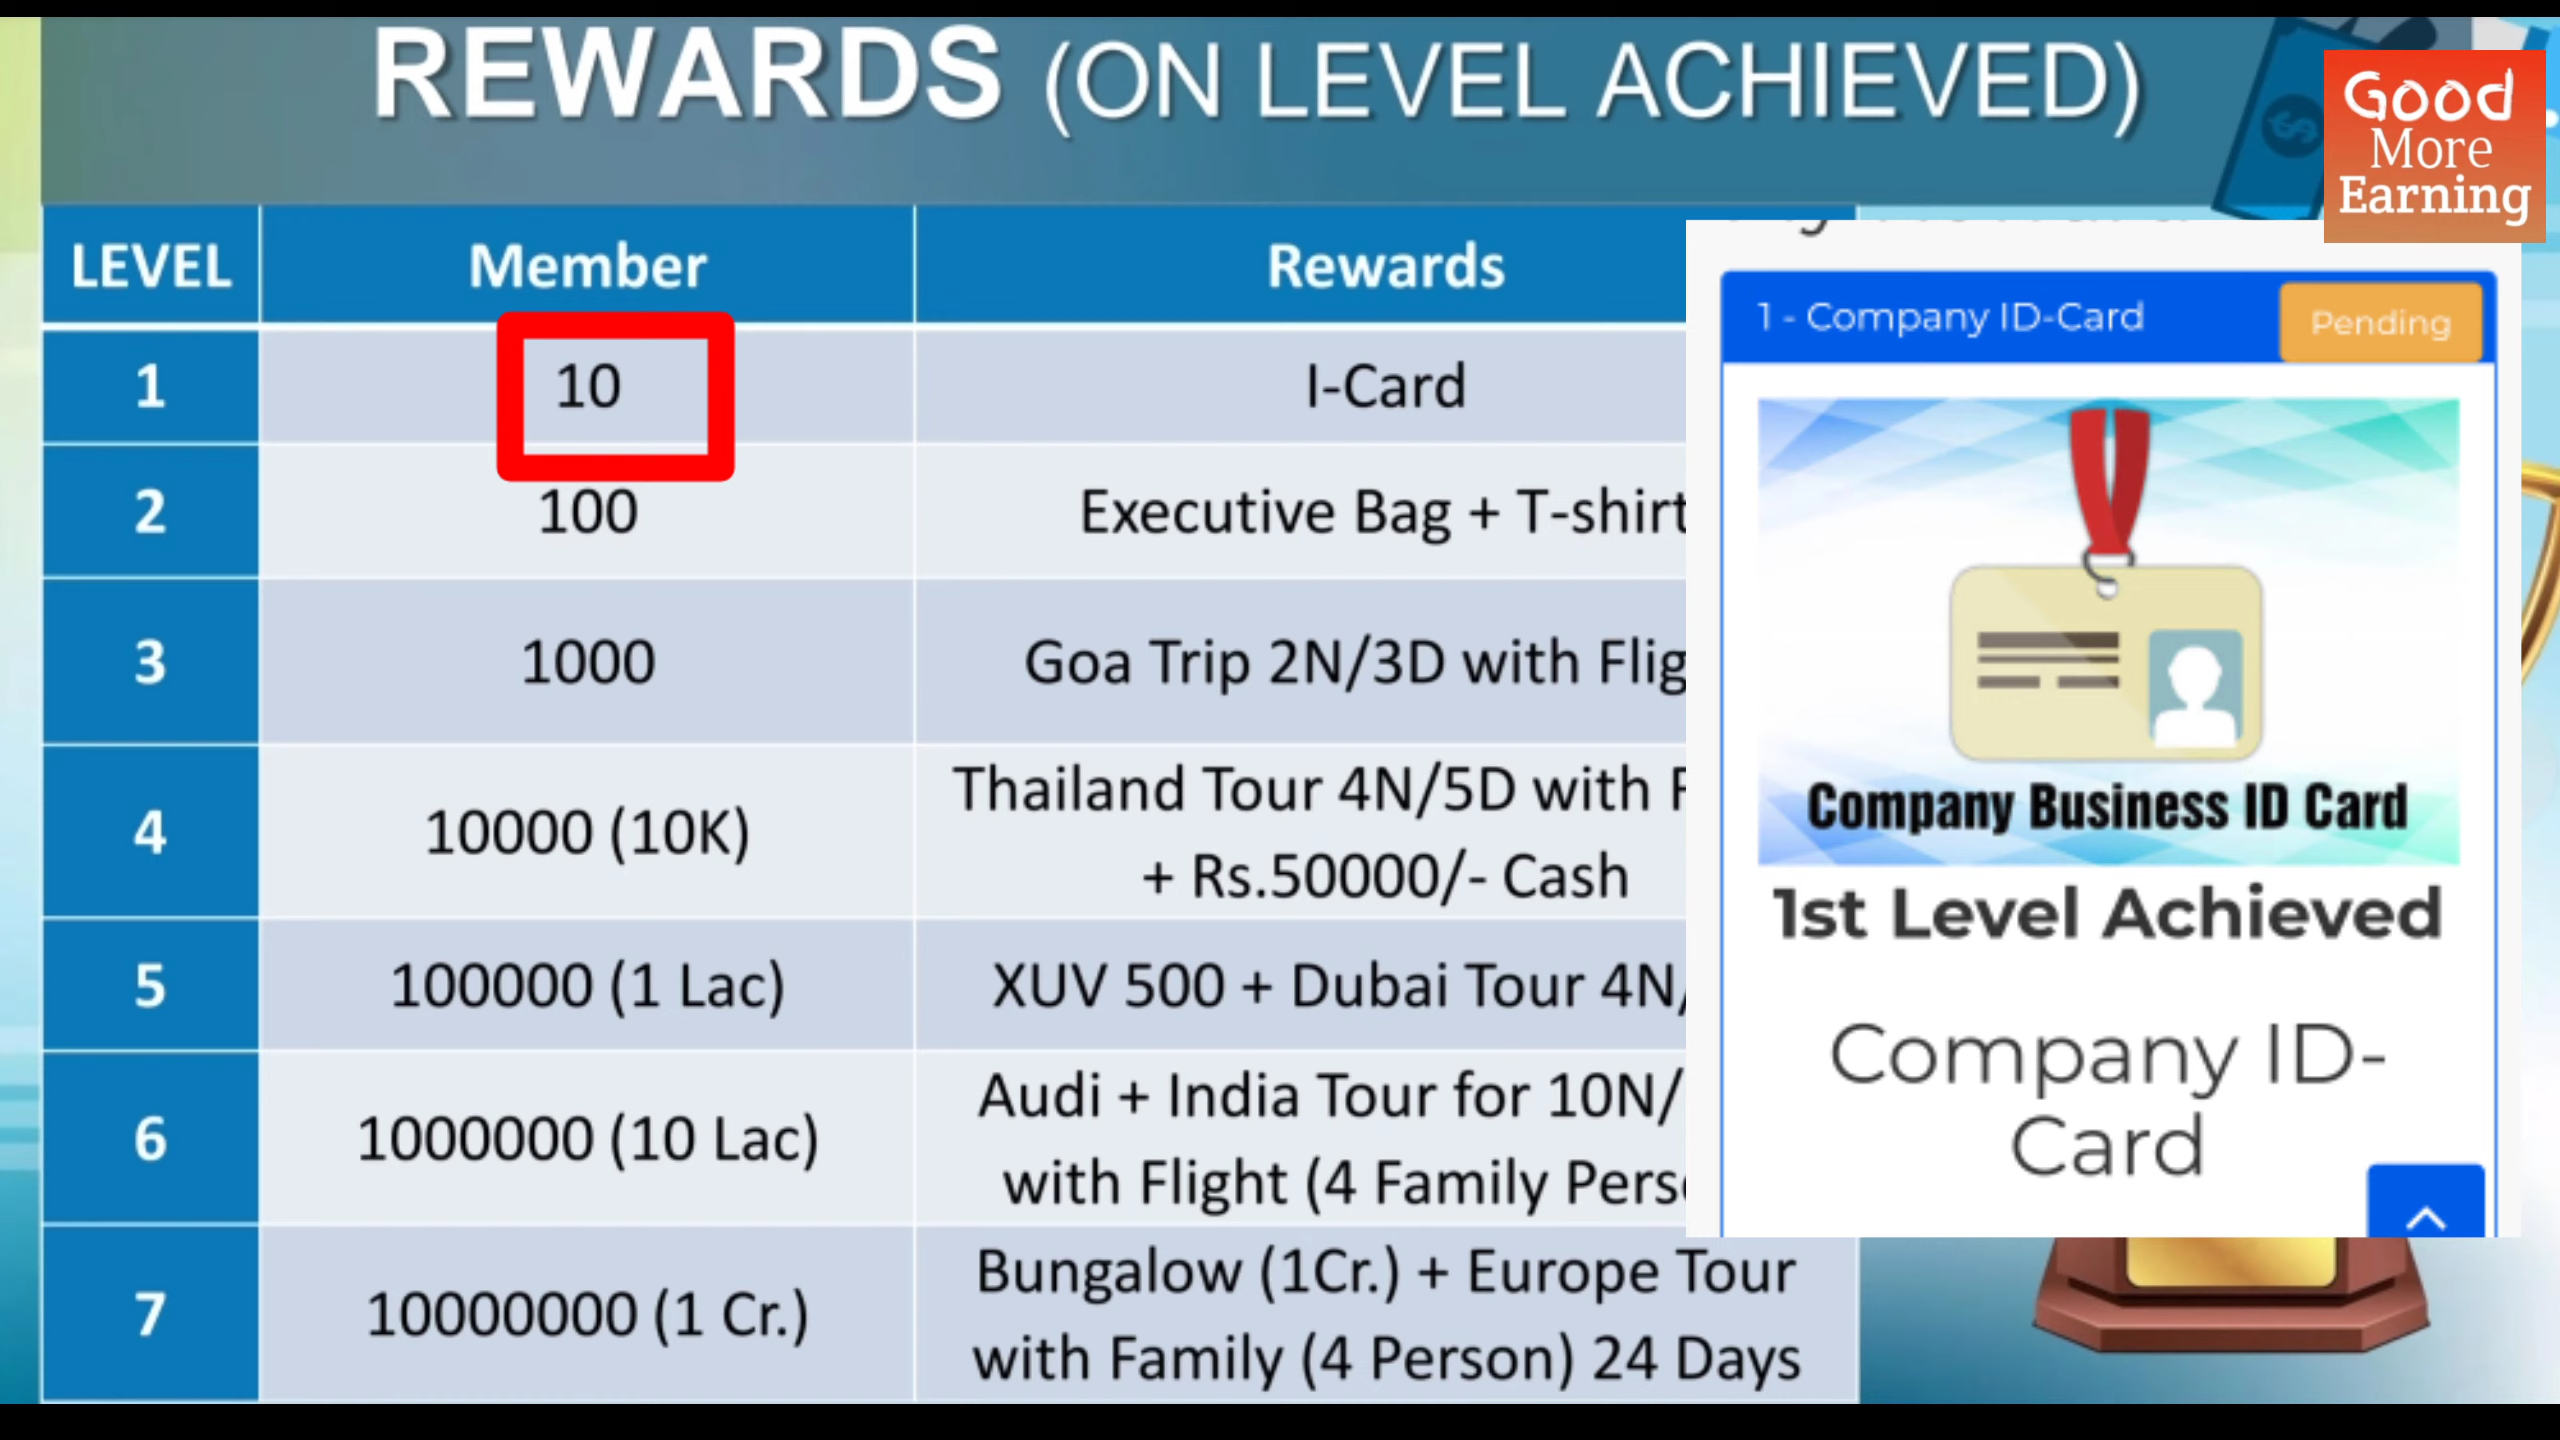 REWARDS (ON LEVEL ACHIEVED)
Good
More
Earning
LEVEL Member Rewards
1 10 I-Card
2 100 Executive Bag + T-shirt
3 1000 Goa Trip 2N/3D with
4 10000 (10K) Thailand Tour 4N/5D with
+ Rs.50000/- Cash
5 100000 (1 Lac) XUV 500 + Dubai Tour
6 1000000 (10 Lac) Audi + India Tour for
with Flight (4 Family
7 10000000 (1 Cr.) Bungalow (1Cr.) + Europe Tour
with Family (4 Person) 24 Days
1 - Company ID-Card Pending
Company Business ID Card
1st Level Achieved
Company ID-
Card